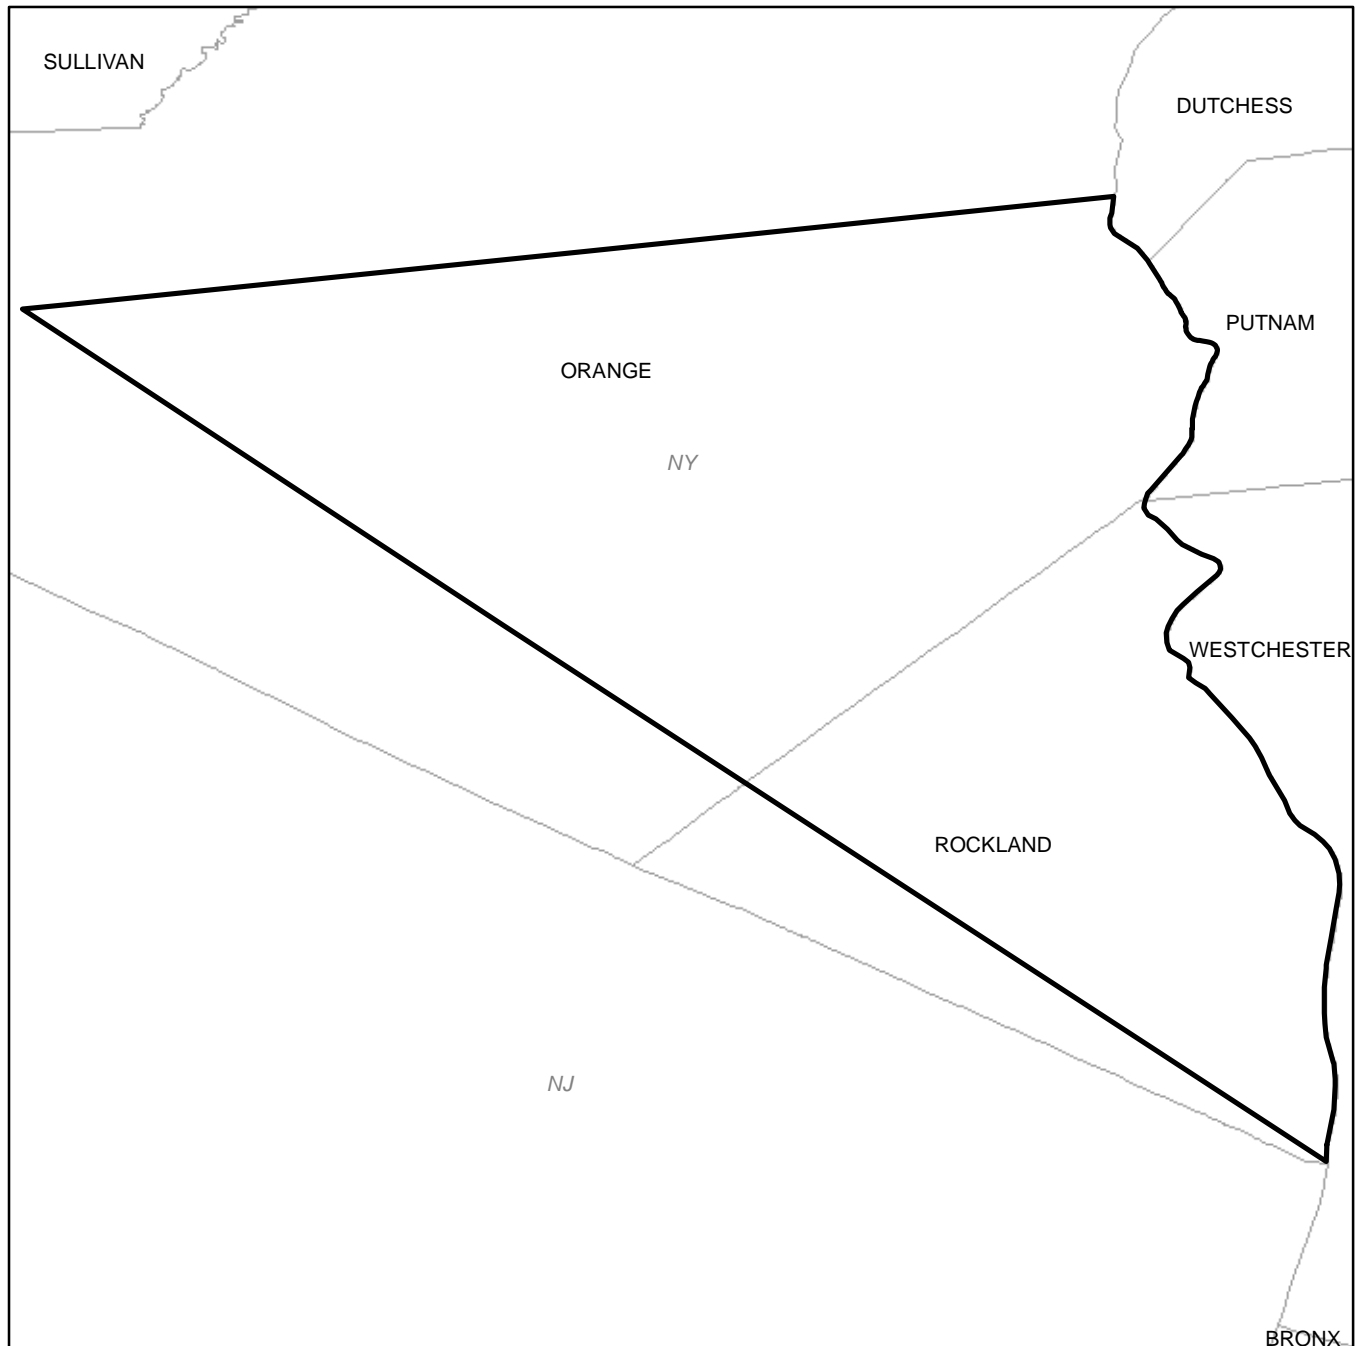 SULLIVAN
DUTCHESS
PUTNAM
ORANGE
NY
WESTCHESTER
ROCKLAND
NJ
BRONX